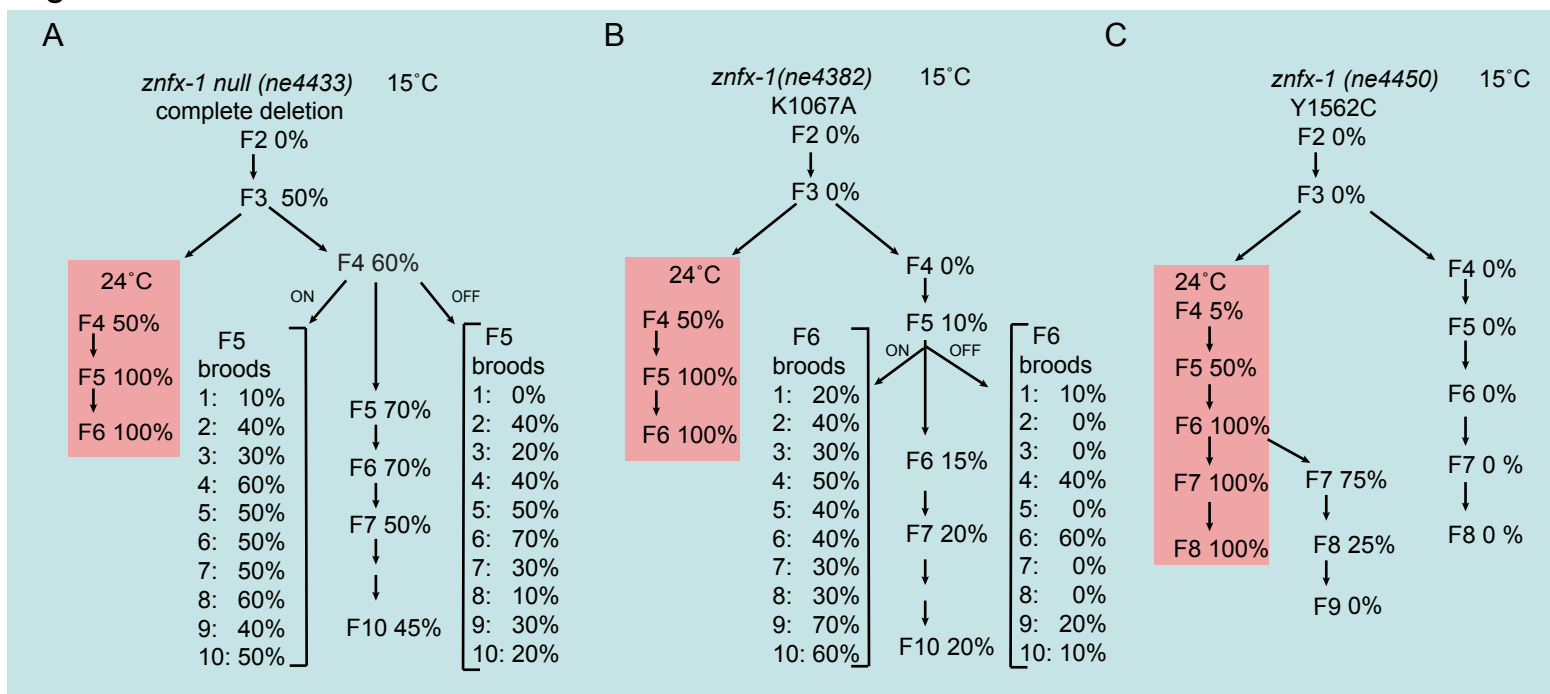 A
znfx-1 null (ne4433) 15˚C
complete deletion
F2 0%
F3 50%
24˚C
F4 50%
F5 100%
F6 100%
F4 60%
ON
OFF
F5
broods
1: 10%
2: 40%
3: 30%
4: 60%
5: 50%
6: 50%
7: 50%
8: 60%
9: 40%
10: 50%
F5 70%
F6 70%
F7 50%
F10 45%
F5
broods
1: 0%
2: 40%
3: 20%
4: 40%
5: 50%
6: 70%
7: 30%
8: 10%
9: 30%
10: 20%
B
znfx-1(ne4382) 15˚C
K1067A
F2 0%
F3 0%
24˚C
F4 50%
F5 100%
F6 100%
F4 0%
F5 10%
ON
OFF
F6
broods
1: 20%
2: 40%
3: 30%
4: 50%
5: 40%
6: 40%
7: 30%
8: 30%
9: 70%
10: 60%
F6 15%
F7 20%
F10 20%
F6
broods
1: 10%
2: 0%
3: 0%
4: 40%
5: 0%
6: 60%
7: 0%
8: 0%
9: 20%
10: 10%
C
znfx-1 (ne4450) 15˚C
Y1562C
F2 0%
F3 0%
24˚C
F4 5%
F5 50%
F6 100%
F7 100%
F8 100%
F7 75%
F8 25%
F9 0%
F4 0%
F5 0%
F6 0%
F7 0 %
F8 0 %